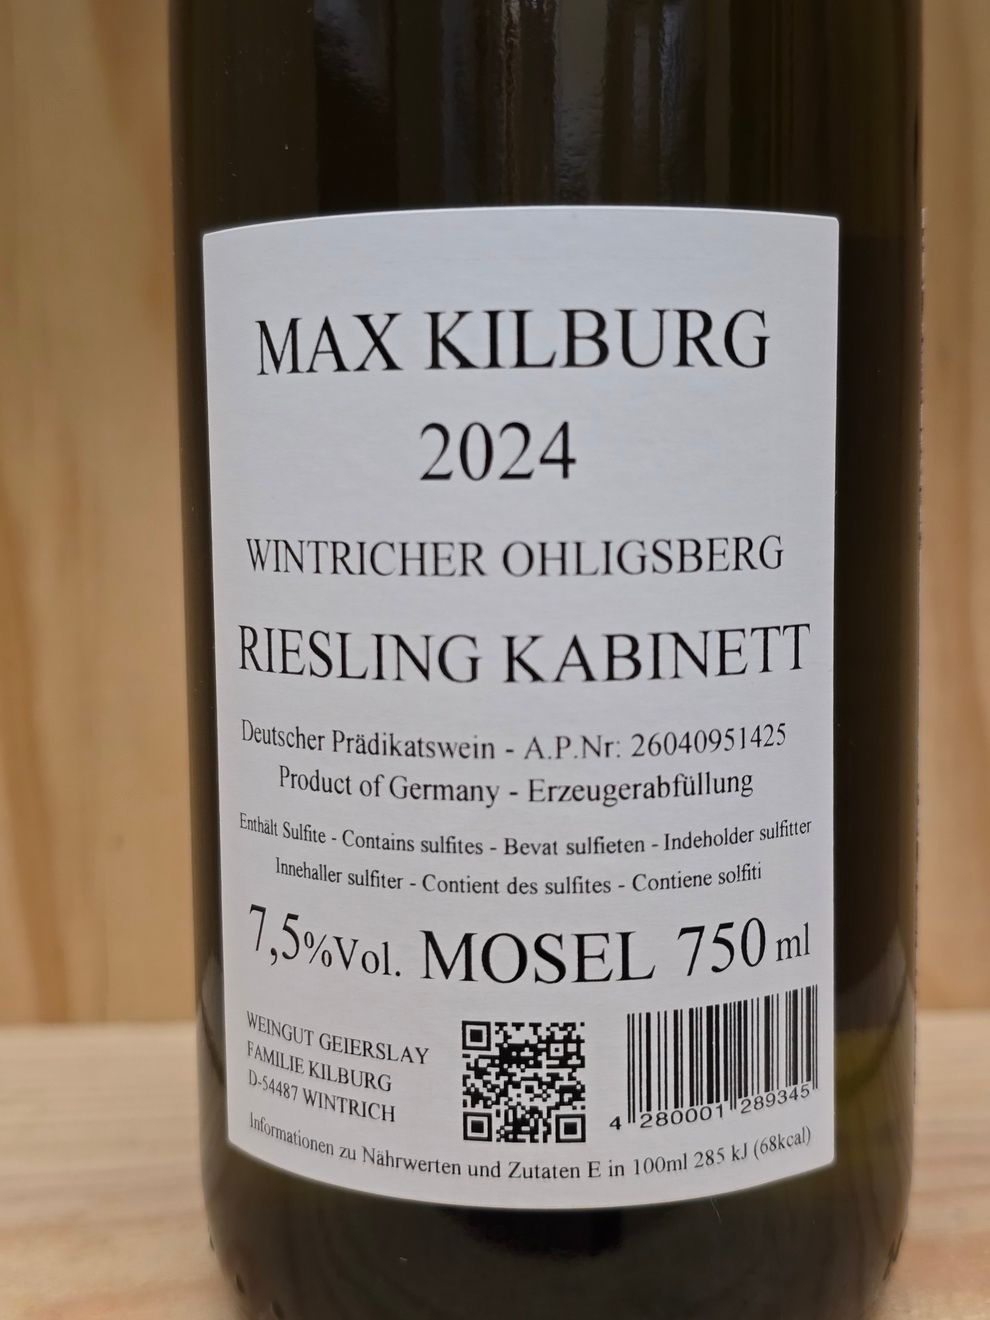 MAX KILBURG
2024
WINTRICHER OHLIGSBERG
RIESLING KABINETT
Deutscher Prädikatswein - A.P.Nr: 26040951425
Product of Germany - Erzeugerabfüllung
Enthält Sulfite - Contains sulfites - Bevat sulfieten - Indeholder sulfitter
Innehaller sulfiter - Contient des sulfites - Contiene solfiti
7,5%Vol. MOSEL 750 ml
WEINGUT GEIERSLAY
FAMILIE KILBURG
D-54487 WINTRICH
4 280001 289345
Informationen zu Nährwerten und Zutaten E in 100ml 285 kJ (68kcal)